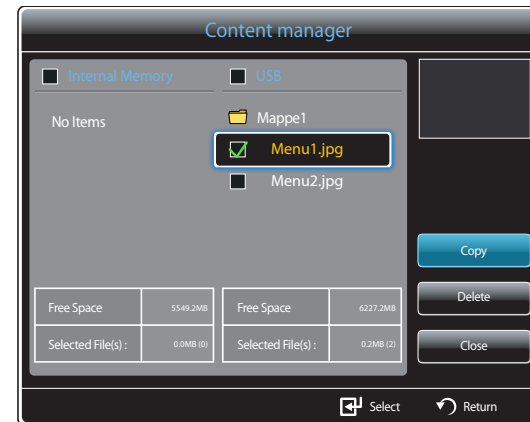 Content manager
Internal Memory
USB
No Items
Mappe1
Menu1.jpg
Menu2.jpg
Copy
Delete
Close
Free Space 5549.2MB
Selected File(s) : 0.0MB (0)
Free Space 6227.2MB
Selected File(s) : 0.2MB (2)
Select
Return